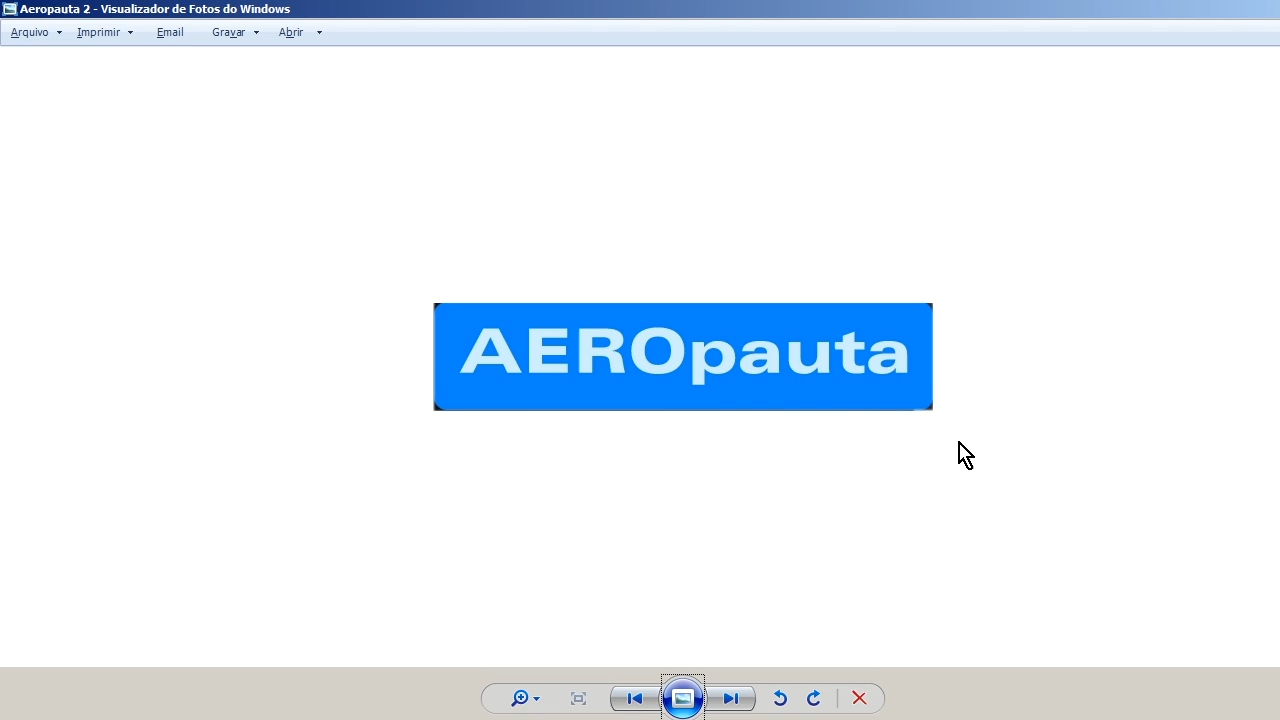 Aeropauta 2 - Visualizador de Fotos do Windows
Arquivo Imprimir Email Gravar Abrir
AEROpauta